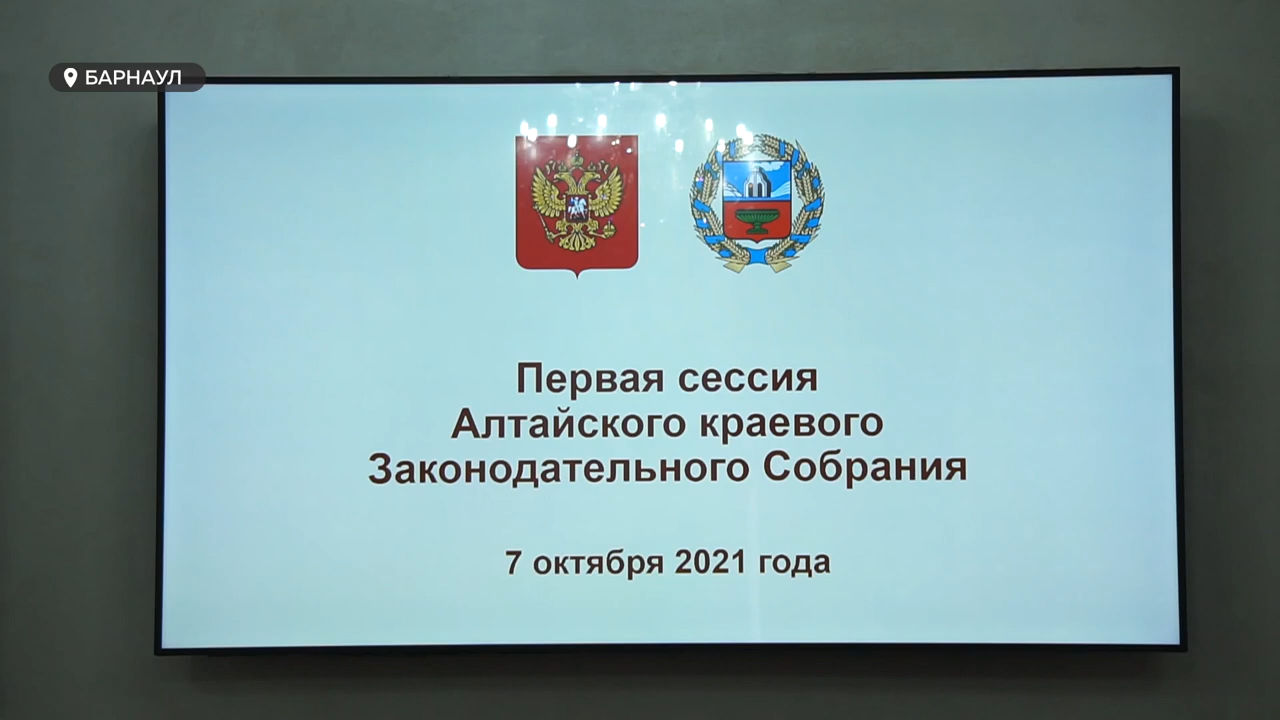 БАРНАУЛ
Первая сессия
Алтайского краевого
Законодательного Собрания
7 октября 2021 года